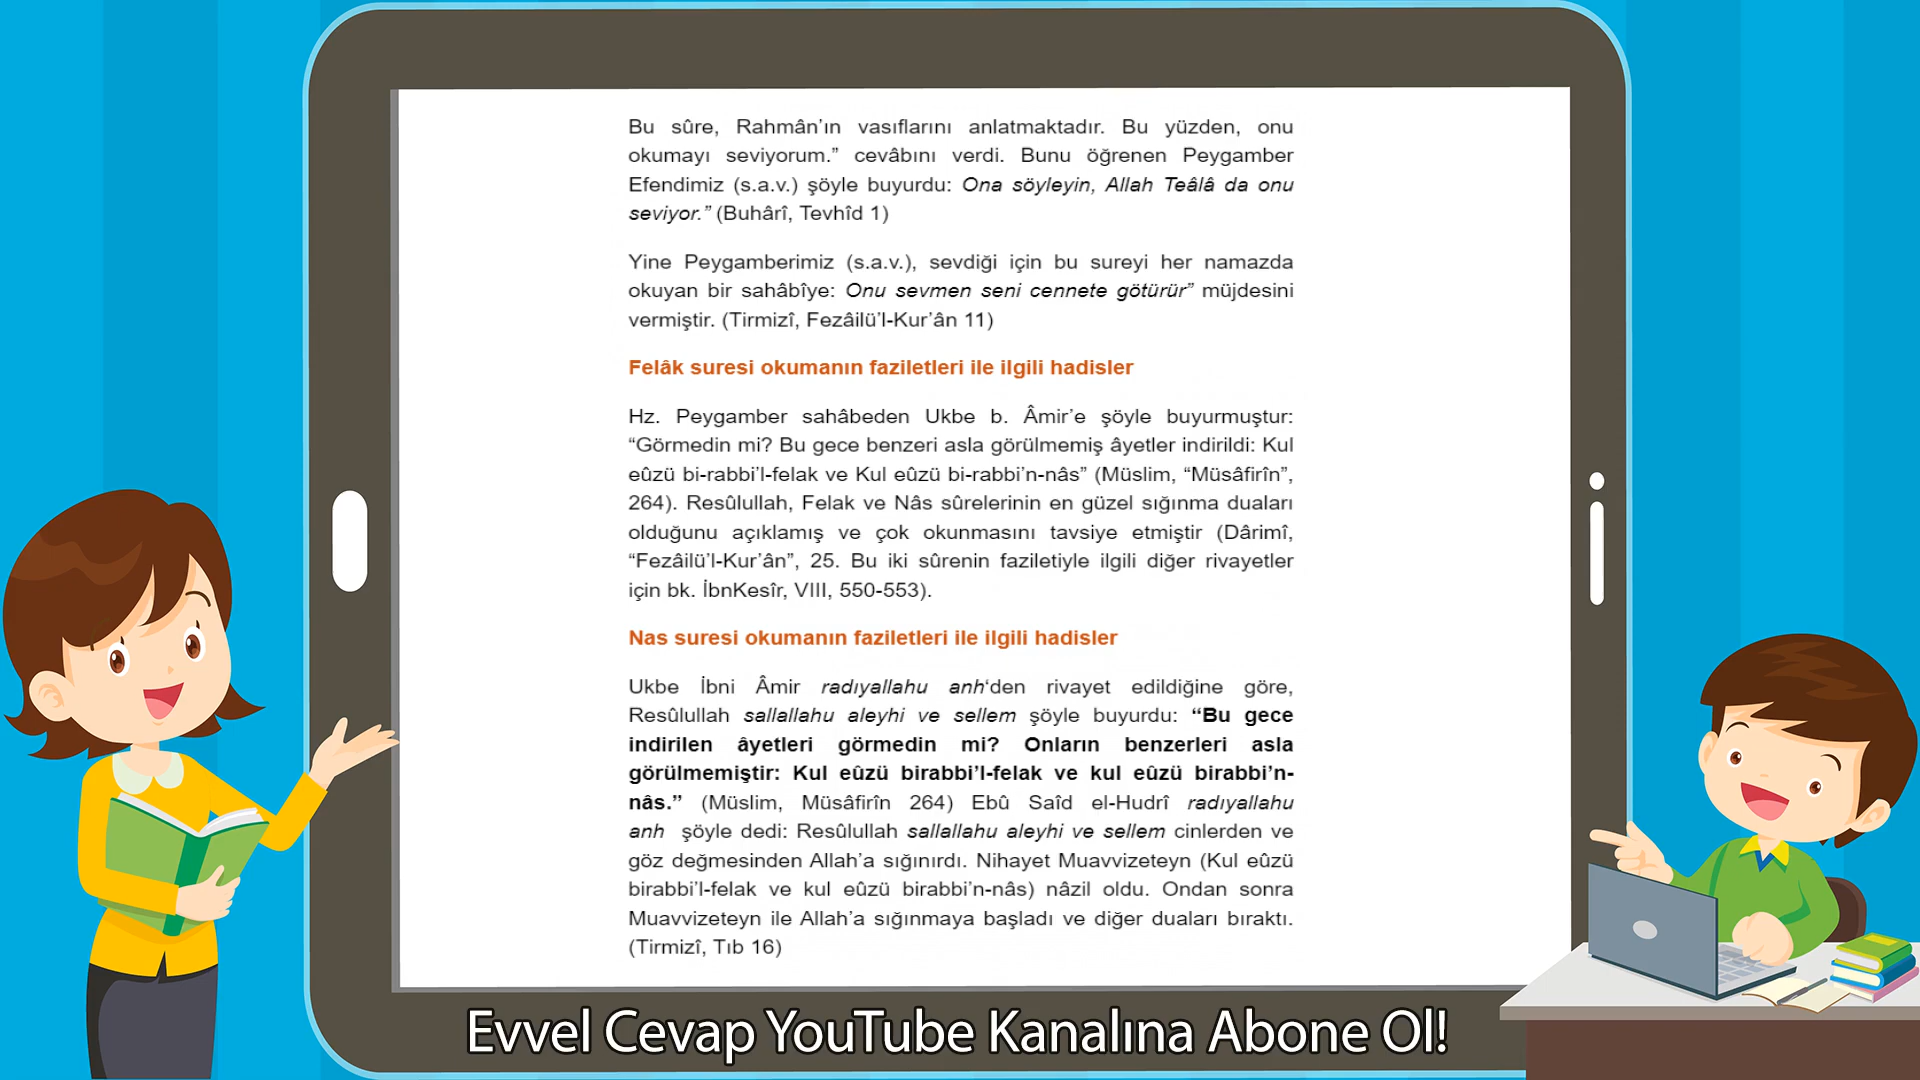 Bu sûre, Rahmân’ın vasıflarını anlatmaktadır. Bu yüzden, onu
okumayı seviyorum.” cevâbını verdi. Bunu öğrenen Peygamber
Efendimiz (s.a.v.) şöyle buyurdu: Ona söyleyin, Allah Teâlâ da onu
seviyor.” (Buhârî, Tevhîd 1)
Yine Peygamberimiz (s.a.v.), sevdiği için bu sureyi her namazda
okuyan bir sahâbîye: Onu sevmen seni cennete götürür” müjdesini
vermiştir. (Tirmizî, Fezâilü’l-Kur’ân 11)
Felâk suresi okumanın faziletleri ile ilgili hadisler
Hz. Peygamber sahâbeden Ukbe b. Âmir’e şöyle buyurmuştur:
“Görmedin mi? Bu gece benzeri asla görülmemiş âyetler indirildi: Kul
eûzü bi-rabbi’l-felak ve Kul eûzü bi-rabbi’n-nâs” (Müslim, “Müsâfirîn”,
264). Resûlullah, Felak ve Nâs sûrelerinin en güzel sığınma duaları
olduğunu açıklamış ve çok okunmasını tavsiye etmiştir (Dârimî,
“Fezâilü’l-Kur’ân”, 25. Bu iki sûrenin faziletiyle ilgili diğer rivayetler
için bk. İbnKesîr, VIII, 550-553).
Nas suresi okumanın faziletleri ile ilgili hadisler
Ukbe İbni Âmir radıyallahu anh‘den rivayet edildiğine göre,
Resûlullah sallallahu aleyhi ve sellem şöyle buyurdu: “Bu gece
indirilen âyetleri görmedin mi? Onların benzerleri asla
görülmemiştir: Kul eûzü birabbi’l-felak ve kul eûzü birabbi’n-
nâs.” (Müslim, Müsâfirîn 264) Ebû Saîd el-Hudrî radıyallahu
anh şöyle dedi: Resûlullah sallallahu aleyhi ve sellem cinlerden ve
göz değmesinden Allah’a sığınırdı. Nihayet Muavvizeteyn (Kul eûzü
birabbi’l-felak ve kul eûzü birabbi’n-nâs) nâzil oldu. Ondan sonra
Muavvizeteyn ile Allah’a sığınmaya başladı ve diğer duaları bıraktı.
(Tirmizî, Tıb 16)
Evvel Cevap YouTube Kanalına Abone Ol!